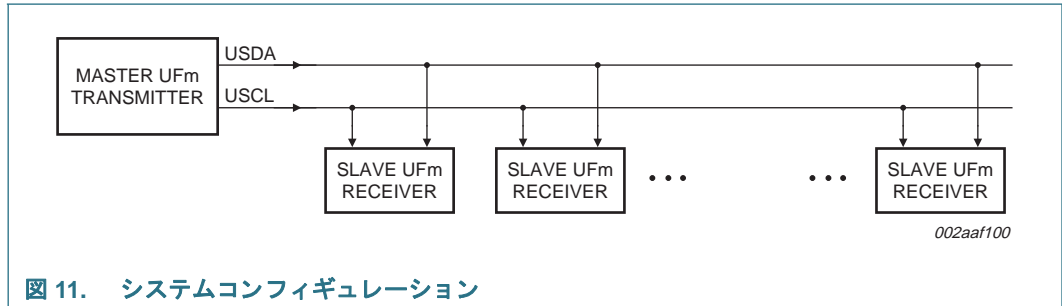 USDA
MASTER UFm
TRANSMITTER
USCL
SLAVE UFm
RECEIVER
SLAVE UFm
RECEIVER
SLAVE UFm
RECEIVER
002aaf100
図 11. システムコンフィギュレーション